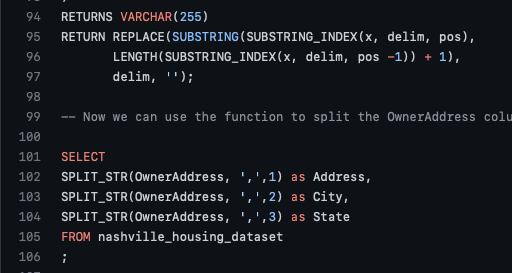 94 RETURNS VARCHAR(255)
95 RETURN REPLACE(SUBSTRING(SUBSTRING_INDEX(x, delim, pos),
96 LENGTH(SUBSTRING_INDEX(x, delim, pos -1)) + 1),
97 delim, '');
98
99 -- Now we can use the function to split the OwnerAddress colu
100
101 SELECT
102 SPLIT_STR(OwnerAddress, ',',1) as Address,
103 SPLIT_STR(OwnerAddress, ',',2) as City,
104 SPLIT_STR(OwnerAddress, ',',3) as State
105 FROM nashville_housing_dataset
106 ;